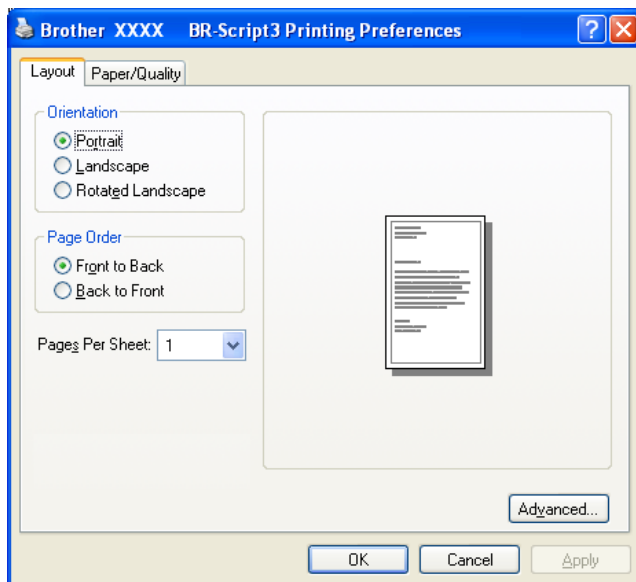 Brother XXXX BR-Script3 Printing Preferences
Layout Paper/Quality
Orientation
Portrait
Landscape
Rotated Landscape
Page Order
Front to Back
Back to Front
Pages Per Sheet: 1
Advanced...
OK Cancel Apply